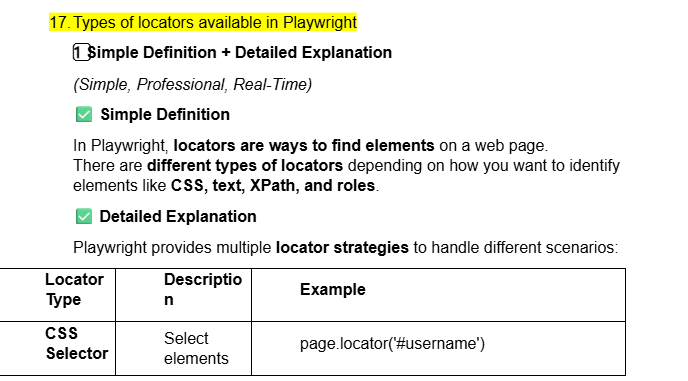 17. Types of locators available in Playwright
1 Simple Definition + Detailed Explanation
(Simple, Professional, Real-Time)
✅ Simple Definition
In Playwright, locators are ways to find elements on a web page.
There are different types of locators depending on how you want to identify
elements like CSS, text, XPath, and roles.
✅ Detailed Explanation
Playwright provides multiple locator strategies to handle different scenarios:
Locator Type
Descriptio
n
Example
CSS Selector
Select elements
page.locator('#username')